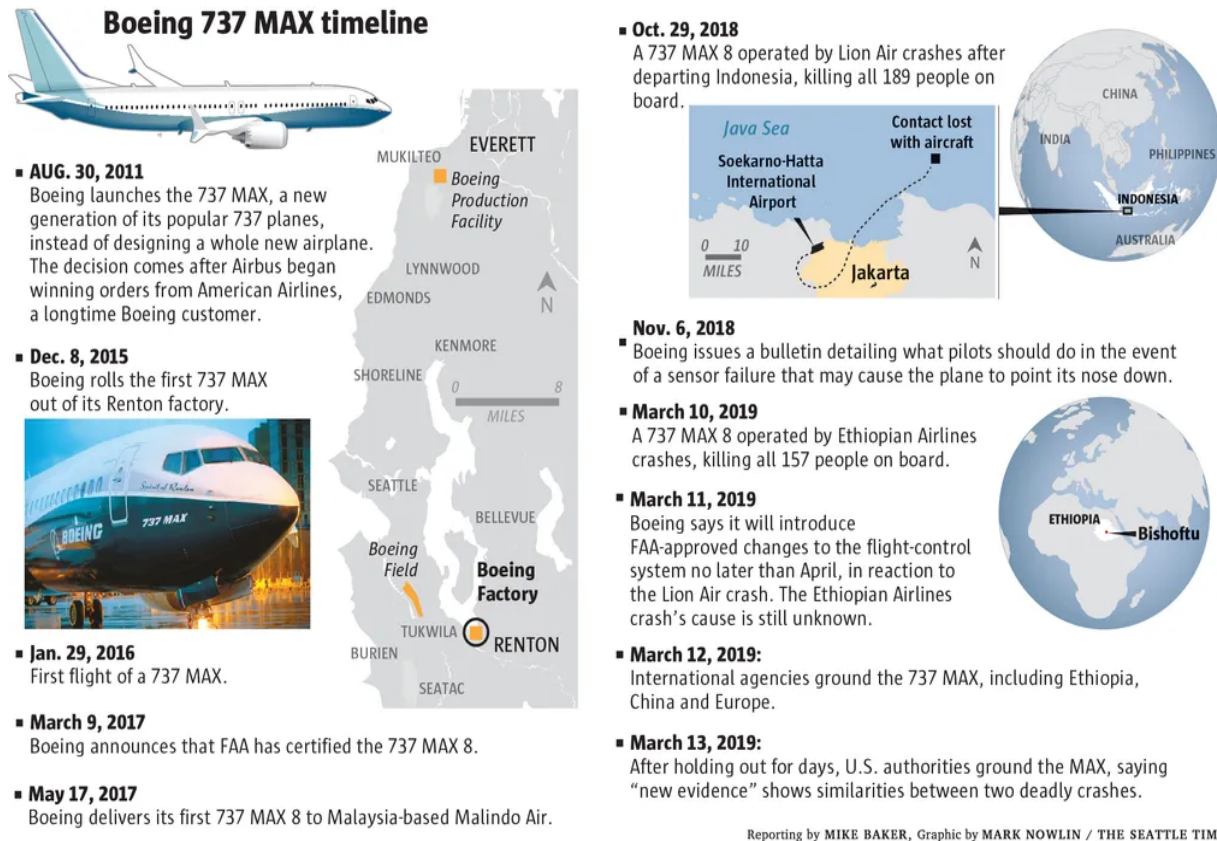 Boeing 737 MAX timeline
AUG. 30, 2011
Boeing launches the 737 MAX, a new
generation of its popular 737 planes,
instead of designing a whole new airplane.
The decision comes after Airbus began
winning orders from American Airlines,
a longtime Boeing customer.
Dec. 8, 2015
Boeing rolls the first 737 MAX
out of its Renton factory.
Spirit of Renton
BOEING
737 MAX
Jan. 29, 2016
First flight of a 737 MAX.
March 9, 2017
Boeing announces that FAA has certified the 737 MAX 8.
May 17, 2017
Boeing delivers its first 737 MAX 8 to Malaysia-based Malindo Air.
MUKILTEO
EVERETT
Boeing
Production
Facility
LYNNWOOD
EDMONDS
N
KENMORE
SHORELINE
0 8
MILES
SEATTLE
BELLEVUE
Boeing
Field
Boeing
Factory
TUKWILA
RENTON
BURIEN
SEATAC
Oct. 29, 2018
A 737 MAX 8 operated by Lion Air crashes after
departing Indonesia, killing all 189 people on
board.
Java Sea
Contact lost
with aircraft
Soekarno-Hatta
International
Airport
0 10
MILES
Jakarta
N
CHINA
INDIA
PHILIPPINES
INDONESIA
AUSTRALIA
Nov. 6, 2018
Boeing issues a bulletin detailing what pilots should do in the event
of a sensor failure that may cause the plane to point its nose down.
March 10, 2019
A 737 MAX 8 operated by Ethiopian Airlines
crashes, killing all 157 people on board.
March 11, 2019
Boeing says it will introduce
FAA-approved changes to the flight-control
system no later than April, in reaction to
the Lion Air crash. The Ethiopian Airlines
crash’s cause is still unknown.
ETHIOPIA
Bishoftu
March 12, 2019:
International agencies ground the 737 MAX, including Ethiopia,
China and Europe.
March 13, 2019:
After holding out for days, U.S. authorities ground the MAX, saying
“new evidence” shows similarities between two deadly crashes.
Reporting by MIKE BAKER, Graphic by MARK NOWLIN / THE SEATTLE TIM